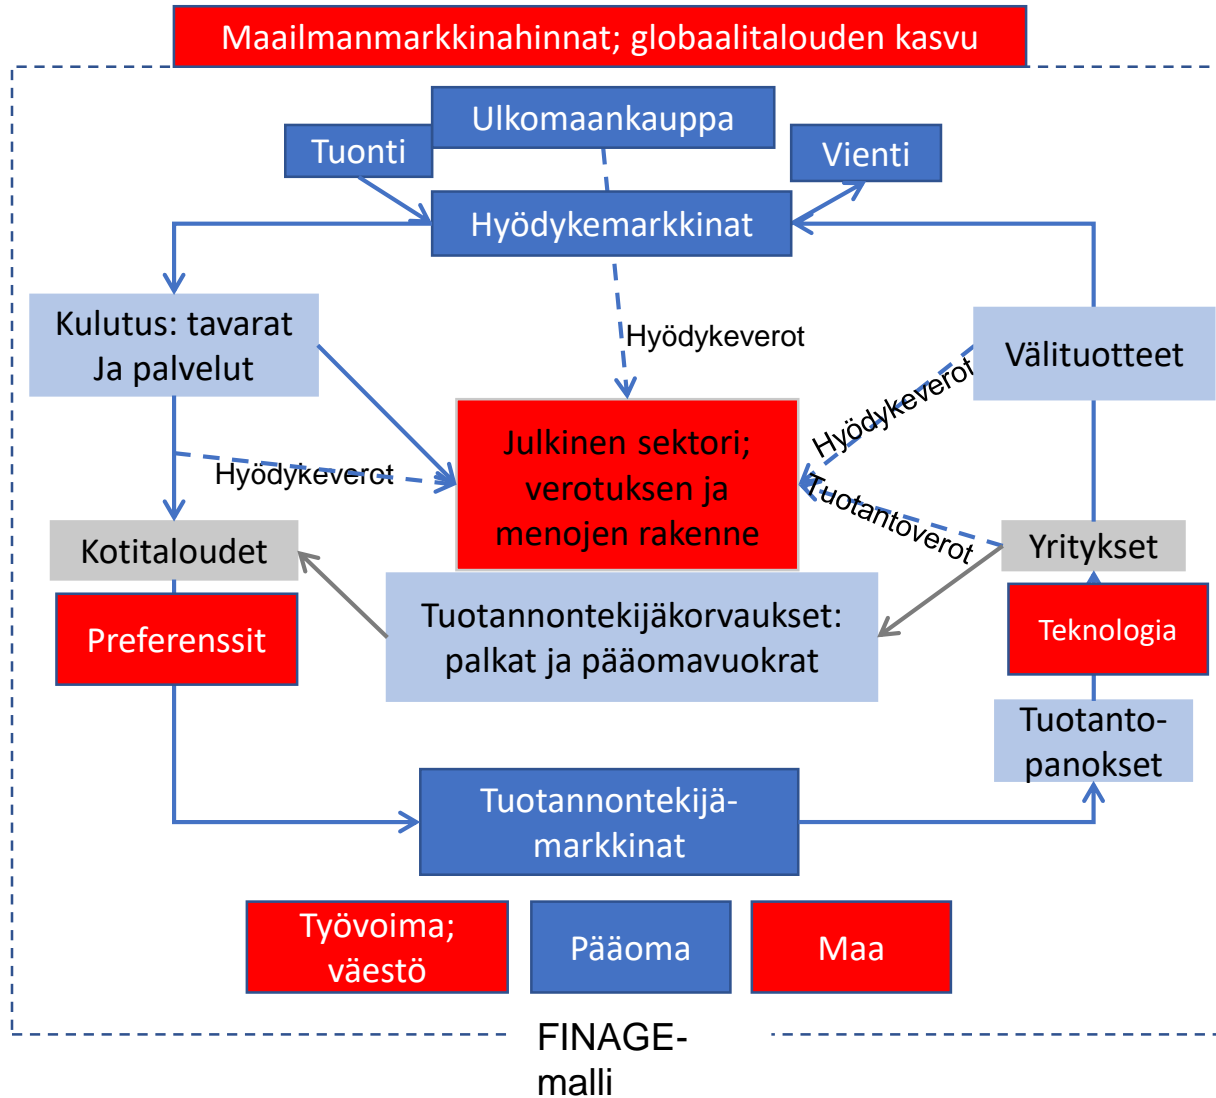 Maailmanmarkkinahinnat; globaalitalouden kasvu
Ulkomaankauppa
Tuonti
Vienti
Hyödykemarkkinat
Kulutus: tavarat
Ja palvelut
Hyödykeverot
Välituotteet
Hyödykeverot
Julkinen sektori;
verotuksen ja
menojen rakenne
Hyödykeverot
Tuotantoverot
Kotitaloudet
Yritykset
Preferenssit
Tuotannontekijäkorvaukset:
palkat ja pääomavuokrat
Teknologia
Tuotanto-
panokset
Tuotannontekijä-
markkinat
Työvoima;
väestö
Pääoma
Maa
FINAGE-
malli